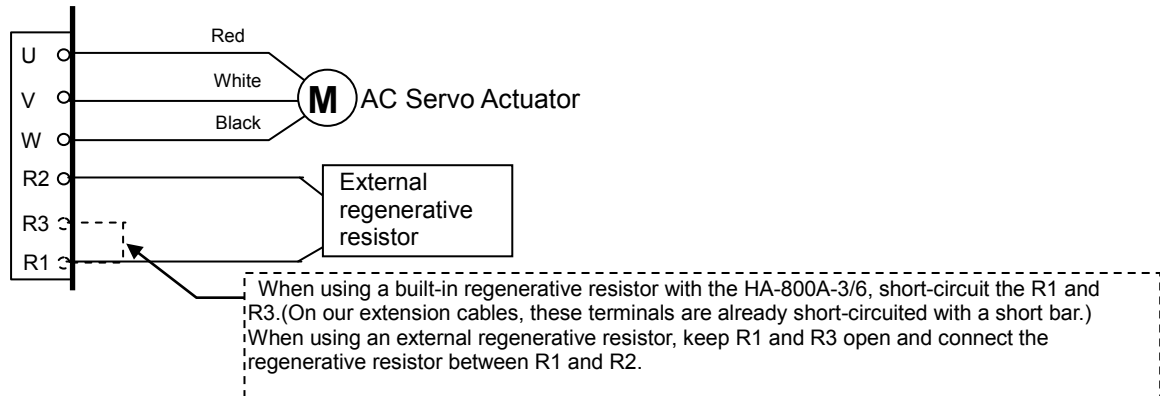 Red
U
White
V
M
AC Servo Actuator
Black
W
R2
External
regenerative
resistor
R3
R1
When using a built-in regenerative resistor with the HA-800A-3/6, short-circuit the R1 and
R3.(On our extension cables, these terminals are already short-circuited with a short bar.)
When using an external regenerative resistor, keep R1 and R3 open and connect the
regenerative resistor between R1 and R2.